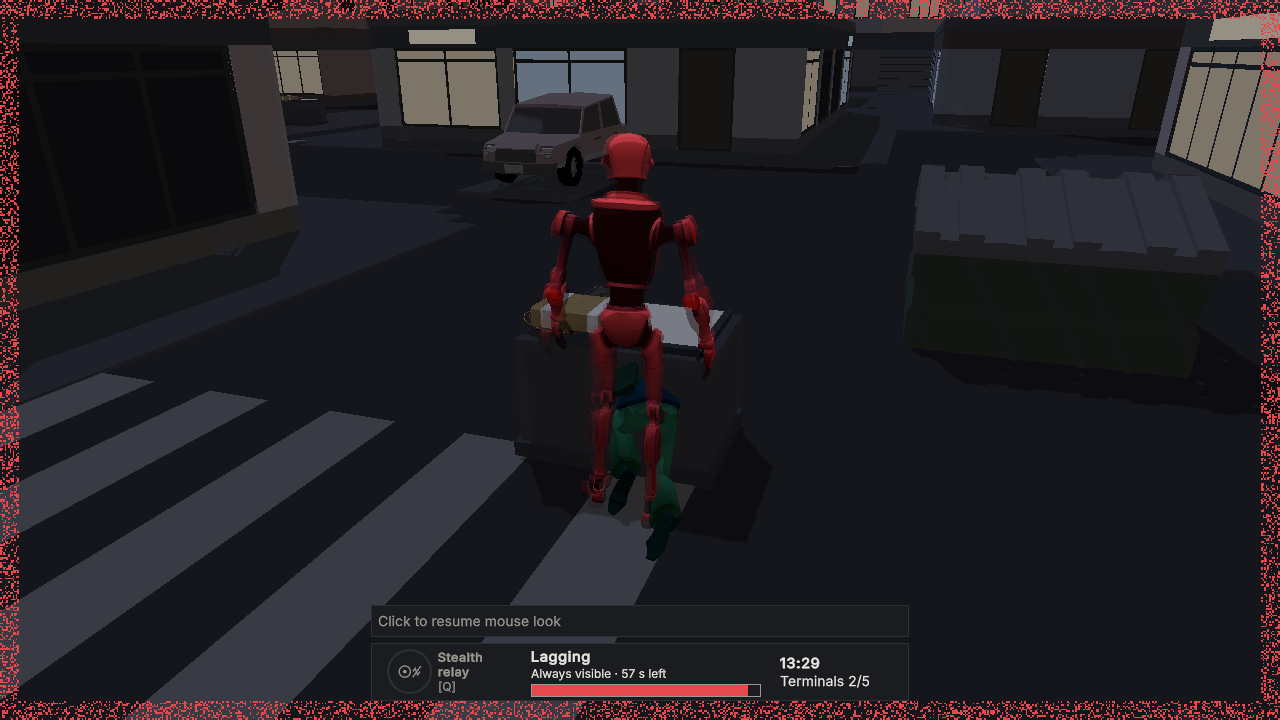 Click to resume mouse look
Stealth
relay
[Q]
Lagging
Always visible · 57 s left
13:29
Terminals 2/5